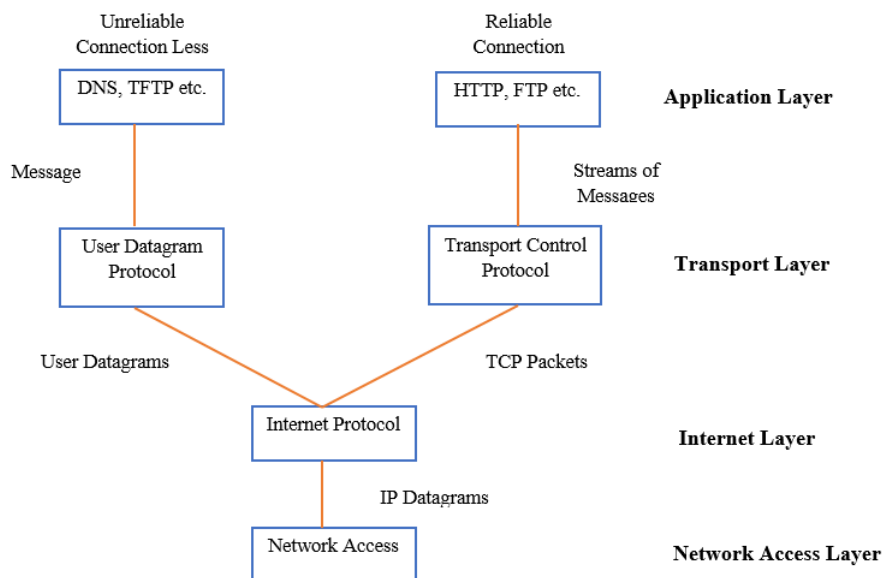 Unreliable
Connection Less
Reliable
Connection
DNS, TFTP etc.
HTTP, FTP etc.
Application Layer
Message
Streams of
Messages
User Datagram
Protocol
Transport Control
Protocol
Transport Layer
User Datagrams
TCP Packets
Internet Protocol
Internet Layer
IP Datagrams
Network Access
Network Access Layer